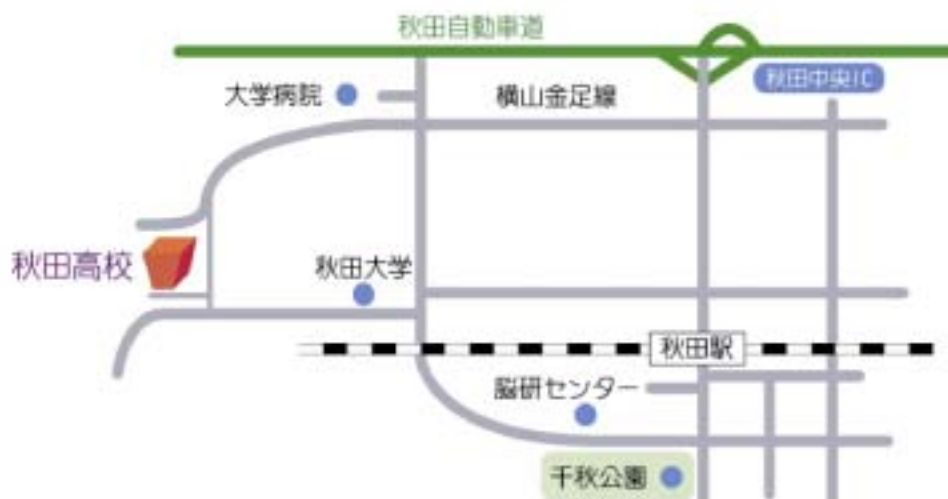 秋田自動車道
秋田中央IC
大学病院
横山金足線
秋田高校
秋田大学
秋田駅
脳研センター
千秋公園